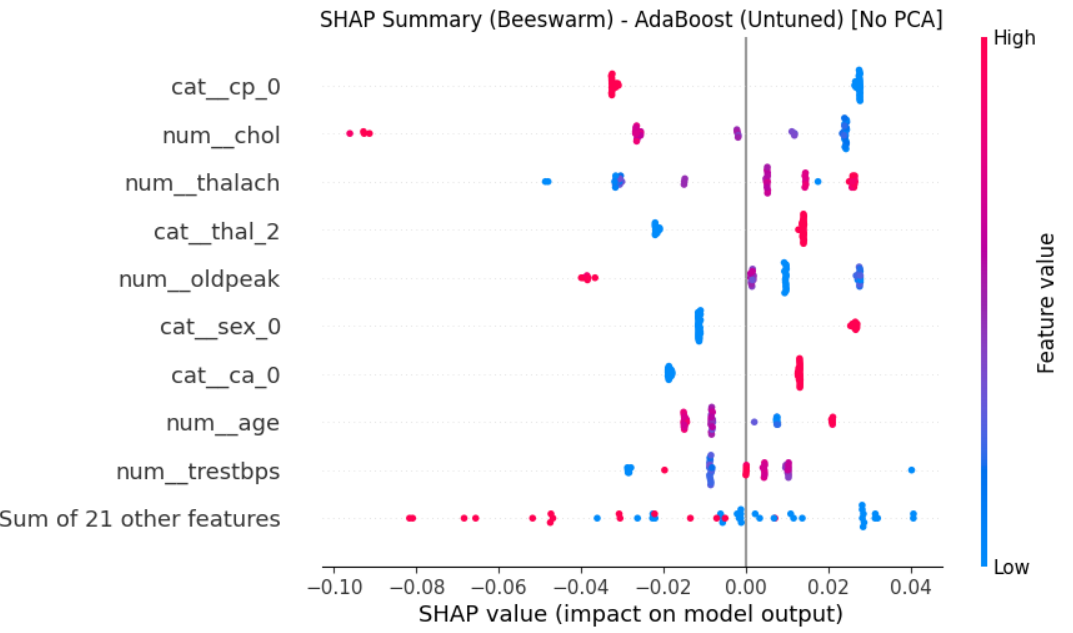 SHAP Summary (Beeswarm) - AdaBoost (Untuned) [No PCA]
High
cat__cp_0
num__chol
num__thalach
cat__thal_2
num__oldpeak
cat__sex_0
cat__ca_0
num__age
num__trestbps
Sum of 21 other features
Feature value
Low
−0.10 −0.08 −0.06 −0.04 −0.02 0.00 0.02 0.04
SHAP value (impact on model output)